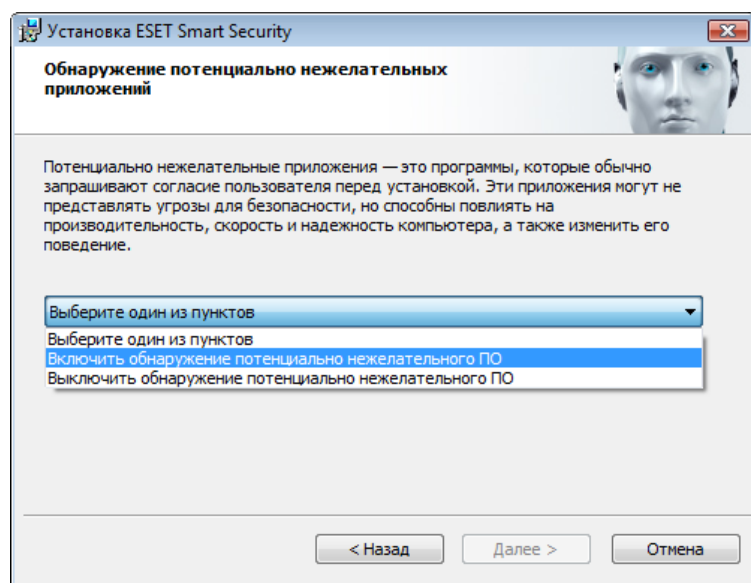 Установка ESET Smart Security
Обнаружение потенциально нежелательных
приложений
Потенциально нежелательные приложения — это программы, которые обычно
запрашивают согласие пользователя перед установкой. Эти приложения могут не
представлять угрозы для безопасности, но способны повлиять на
производительность, скорость и надежность компьютера, а также изменить его
поведение.
Выберите один из пунктов
Выберите один из пунктов
Включить обнаружение потенциально нежелательного ПО
Выключить обнаружение потенциально нежелательного ПО
< Назад
Далее >
Отмена